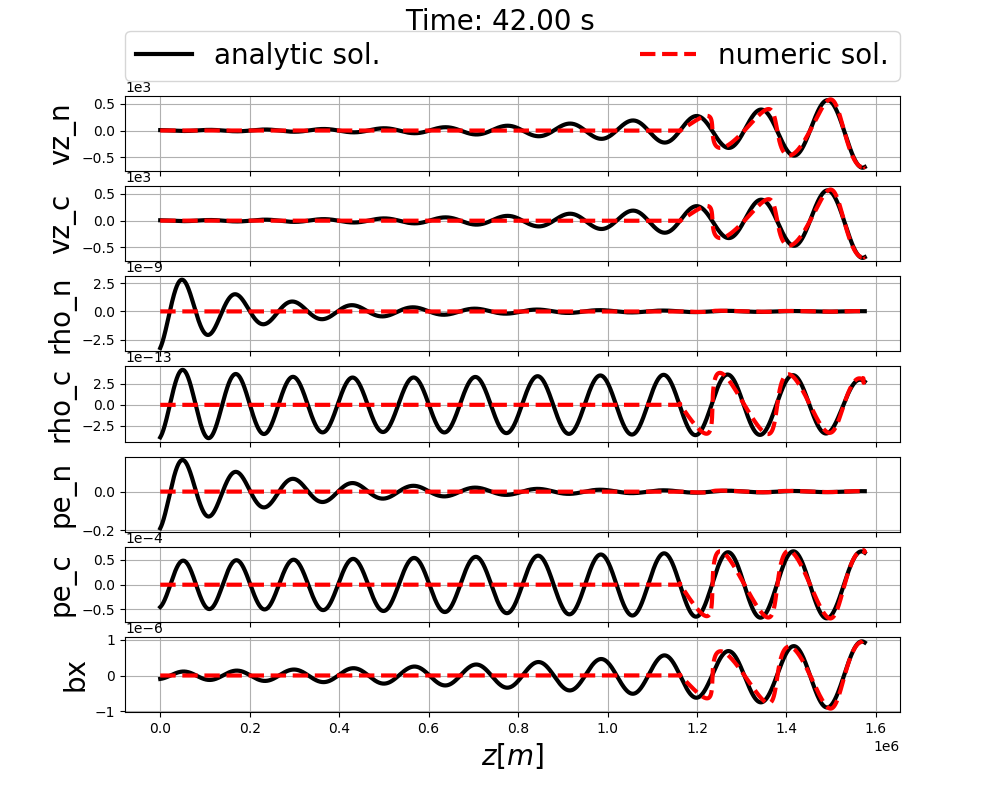 Time: 42.00 s
analytic sol. numeric sol.
1e3
0.5
0.0
−0.5
vz_n
1e3
0.5
0.0
−0.5
vz_c
1e−9
2.5
0.0
−2.5
rho_n
1e−13
2.5
0.0
−2.5
rho_c
0.0
−0.2
pe_n
1e−4
0.5
0.0
−0.5
pe_c
1e−6
1
0
−1
bx
0.0 0.2 0.4 0.6 0.8 1.0 1.2 1.4 1.6
1e6
z[m]